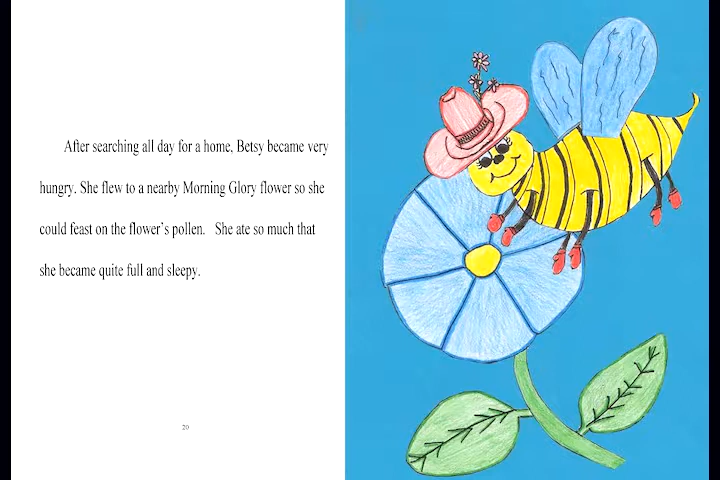 After searching all day for a home, Betsy became very
hungry. She flew to a nearby Morning Glory flower so she
could feast on the flower's pollen.   She ate so much that
she became quite full and sleepy.
20